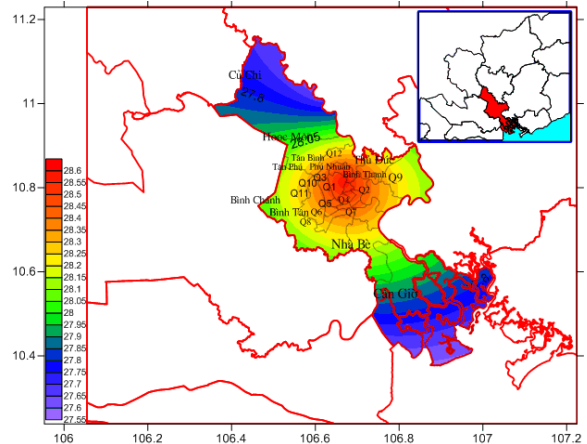 11.2
11
10.8
10.6
10.4
28.6
28.55
28.5
28.45
28.4
28.35
28.3
28.25
28.2
28.15
28.1
28.05
28
27.95
27.9
27.85
27.8
27.75
27.7
27.65
27.6
27.55
Củ Chi
27.8
Hooc Môn
28.05
Q12
Tân Bình
Thủ Đức
Tân Phú
Phú Nhuận
Bình Thạnh
Q3
Q9
Q10
Q1
Q2
Q11
Bình Chánh
Q5
Q4
Bình Tân
Q6
Q7
Q8
Nhà Bè
Cần Giờ
106
106.2
106.4
106.6
106.8
107
107.2